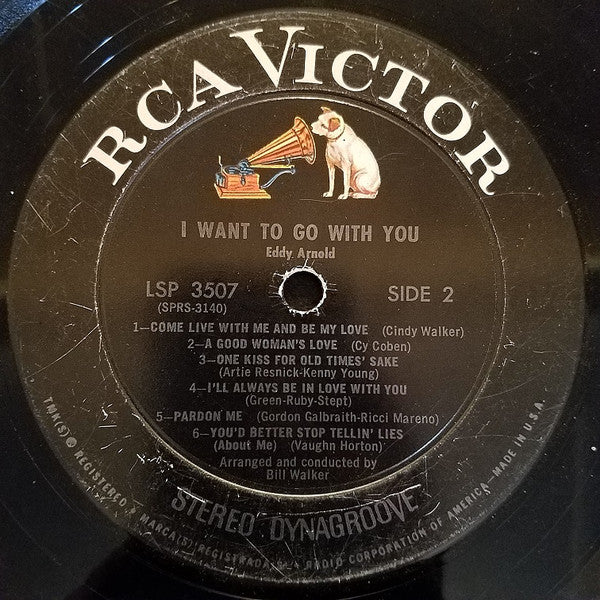 RCA VICTOR
I WANT TO GO WITH YOU
Eddy Arnold
LSP 3507
(SPRS-3140)
SIDE 2
1—COME LIVE WITH ME AND BE MY LOVE (Cindy Walker)
2—A GOOD WOMAN'S LOVE (Cy Coben)
3—ONE KISS FOR OLD TIMES' SAKE
(Artie Resnick-Kenny Young)
4—I'LL ALWAYS BE IN LOVE WITH YOU
(Green-Ruby-Stept)
5—PARDON ME (Gordon Galbraith-Ricci Mareno)
6—YOU'D BETTER STOP TELLIN' LIES
(About Me) (Vaughn Horton)
Arranged and conducted by
Bill Walker
STEREO DYNAGROOVE
TMK(S) ® REGISTERED • MARCA(S) REGISTRADA(S) • RADIO CORPORATION OF AMERICA—MADE IN U.S.A.